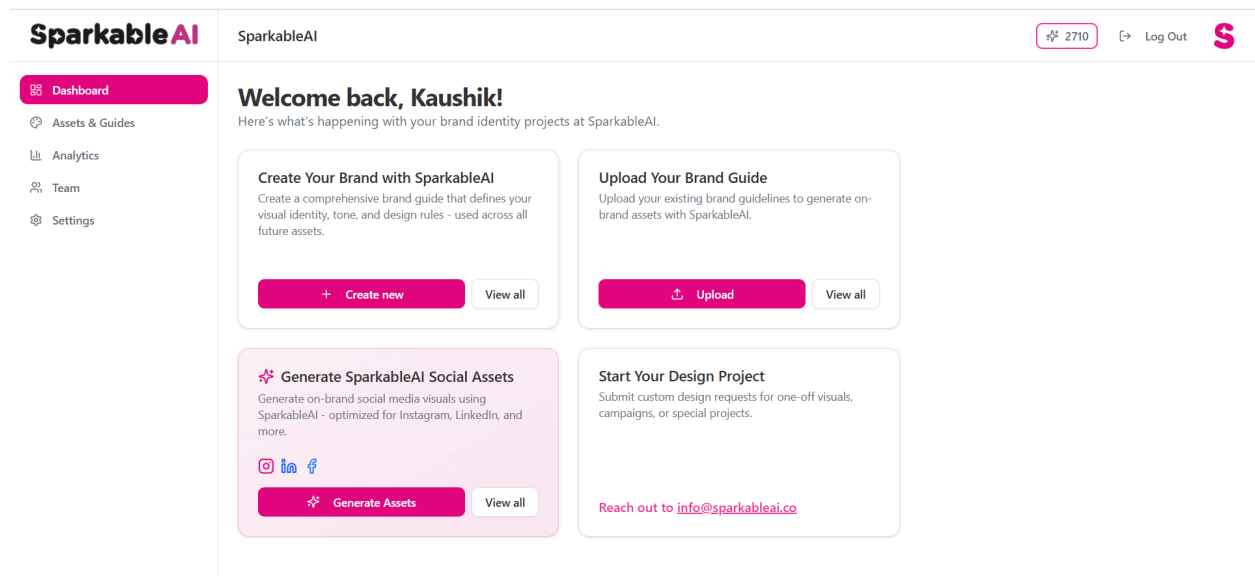 SparkableAI
SparkableAI
2710
Log Out
S
Dashboard
Assets & Guides
Analytics
Team
Settings
Welcome back, Kaushik!
Here's what's happening with your brand identity projects at SparkableAI.
Create Your Brand with SparkableAI
Create a comprehensive brand guide that defines your
visual identity, tone, and design rules - used across all
future assets.
Create new
View all
Upload Your Brand Guide
Upload your existing brand guidelines to generate on-
brand assets with SparkableAI.
Upload
View all
Generate SparkableAI Social Assets
Generate on-brand social media visuals using
SparkableAI - optimized for Instagram, LinkedIn, and
more.
Generate Assets
View all
Start Your Design Project
Submit custom design requests for one-off visuals,
campaigns, or special projects.
Reach out to info@sparkableai.co